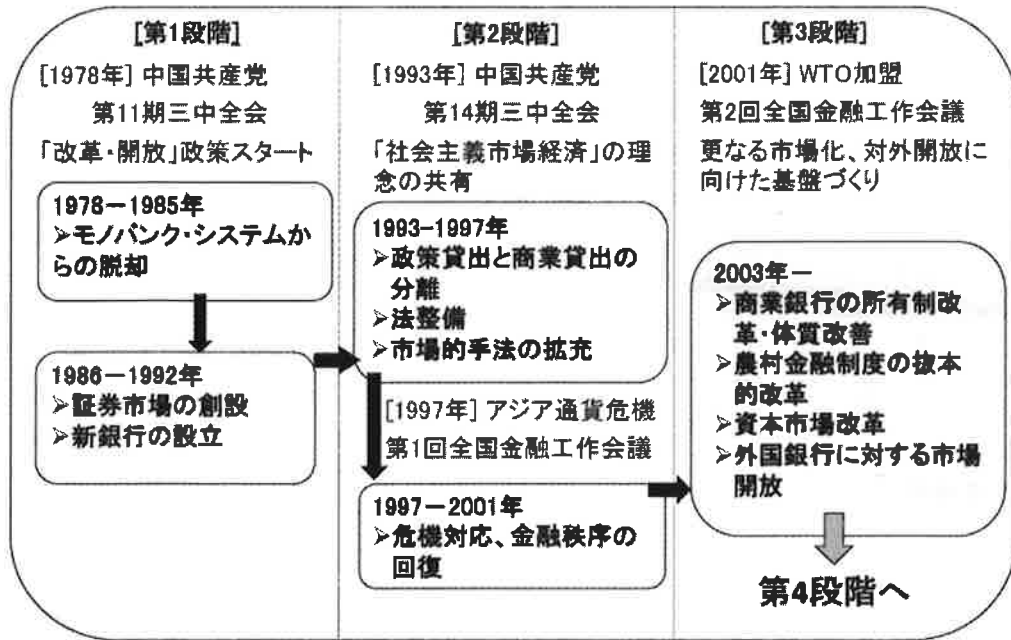 [第1段階]
[1978年] 中国共産党
第11期三中全会
「改革・開放」政策スタート
1978－1985年
➢モノバンク・システムか
らの脱却
1986－1992年
➢証券市場の創設
➢新銀行の設立
[第2段階]
[1993年] 中国共産党
第14期三中全会
「社会主義市場経済」の理
念の共有
1993-1997年
➢政策貸出と商業貸出の
分離
➢法整備
➢市場的手法の拡充
[1997年] アジア通貨危機
第1回全国金融工作会議
1997－2001年
➢危機対応、金融秩序の
回復
[第3段階]
[2001年] WTO加盟
第2回全国金融工作会議
更なる市場化、対外開放に
向けた基盤づくり
2003年－
➢商業銀行の所有制改
革・体質改善
➢農村金融制度の抜本
的改革
➢資本市場改革
➢外国銀行に対する市場
開放
第4段階へ